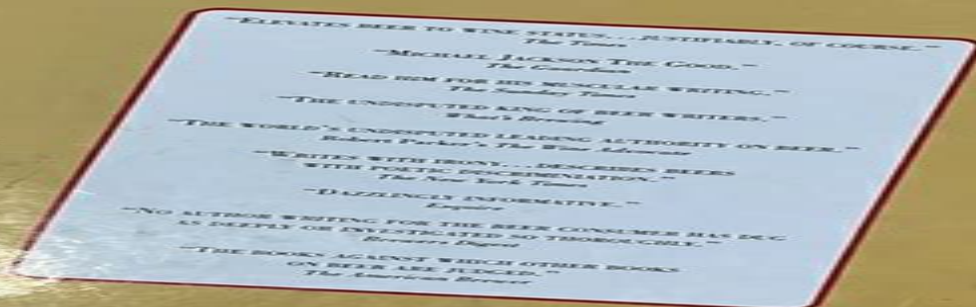 "ELEVATES BEER TO WINE STATUS... JUSTIFIABLY, OF COURSE."
The Times
"MICHAEL JACKSON THE GOOD."
The Guardian
"READ HIM FOR HIS MUSCULAR WRITING."
The Sunday Times
"THE UNDISPUTED KING OF BEER WRITERS."
What's Brewing
"THE WORLD'S UNDISPUTED LEADING AUTHORITY ON BEER."
Robert Parker's The Wine Advocate
"WRITES WITH IRONY... DESCRIBES BEERS
WITH POETIC DISCRIMINATION."
The New York Times
"DAZZLINGLY INFORMATIVE."
Esquire
"NO AUTHOR WRITING FOR THE BEER CONSUMER HAS DUG
AS DEEPLY OR INVESTIGATED SO THOROUGHLY."
Brewers Digest
"THE BOOKS AGAINST WHICH OTHER BOOKS
ON BEER ARE JUDGED."
The American Brewer